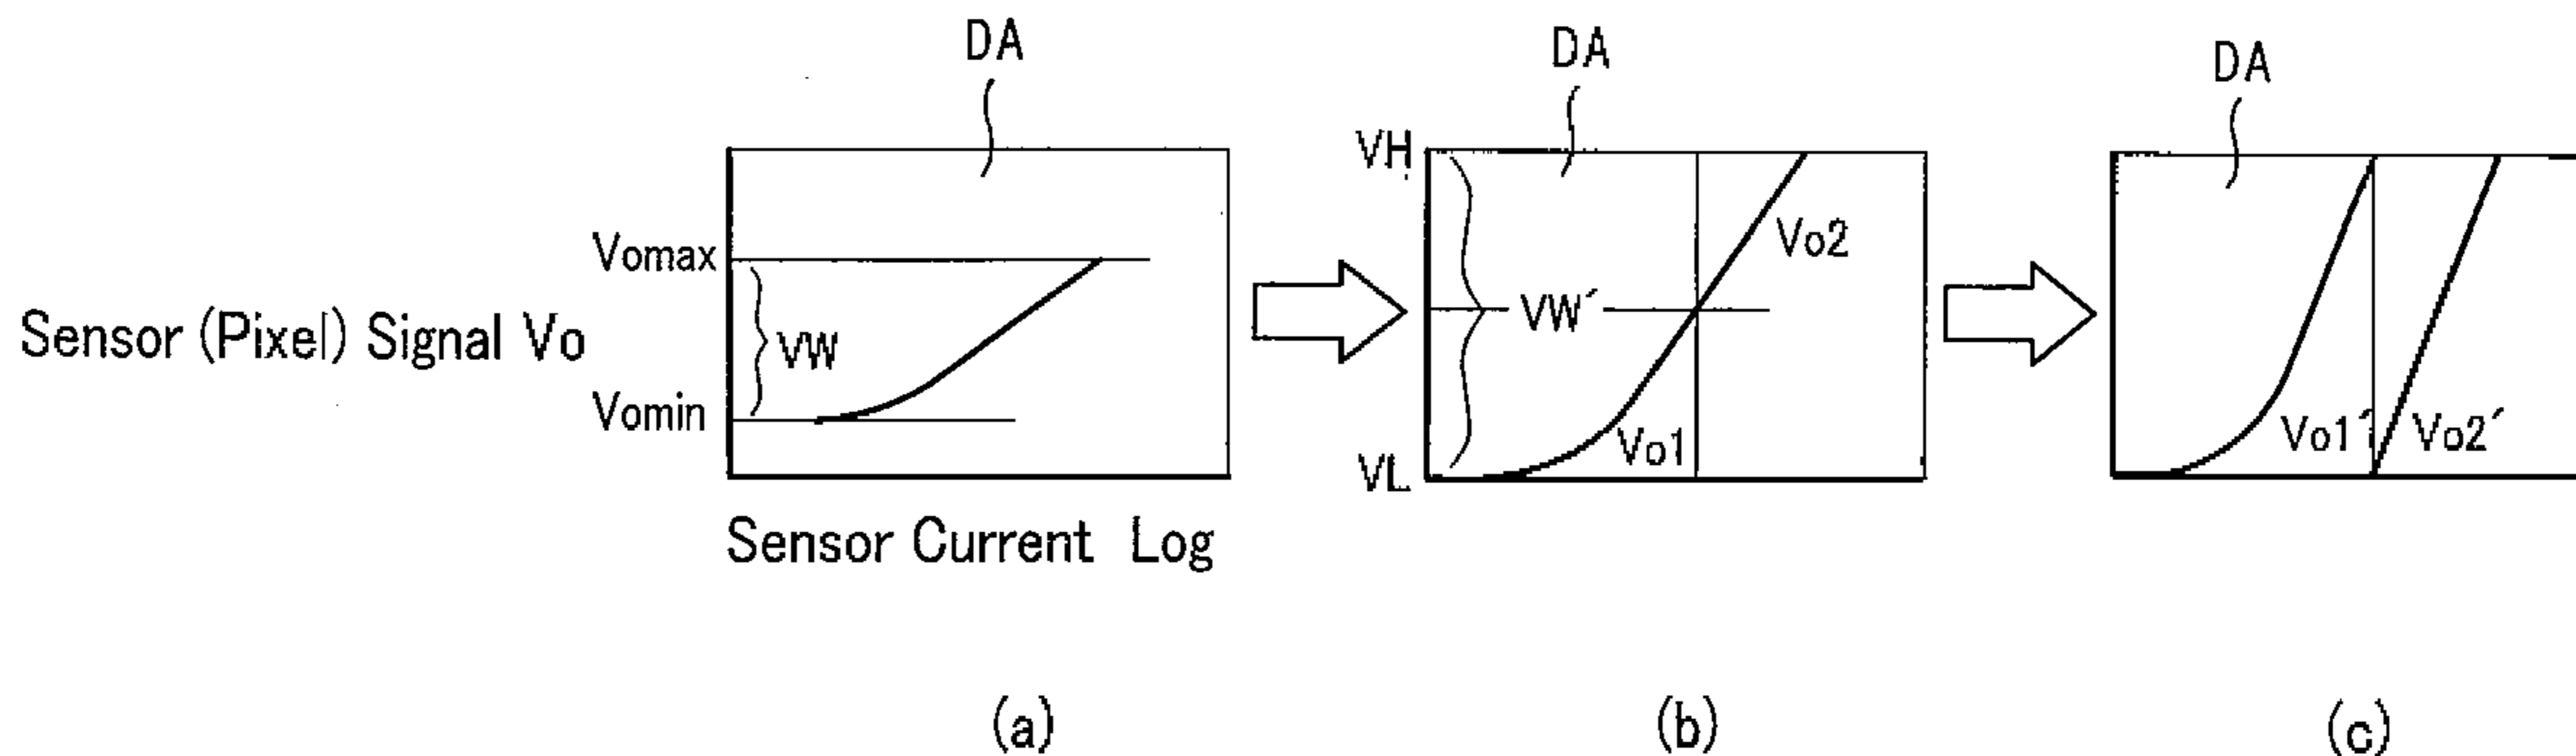 DA
DA
DA
VH
Vomax
Vo2
Sensor (Pixel) Signal Vo
VW
VW´
Vomin
Vo1
Vo1´
Vo2´
VL
Sensor Current Log
(a)
(b)
(c)